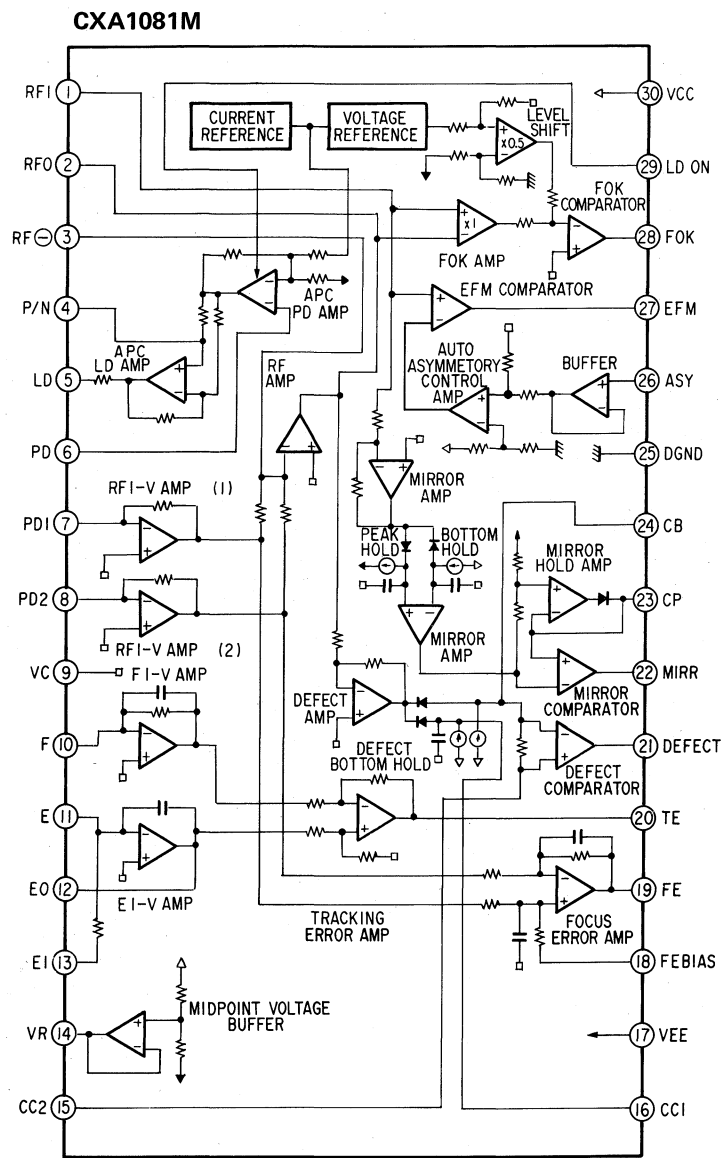 CXA1081M
RFI 1
RFO 2
RF⊖ 3
P/N 4
LD 5
PD 6
PD1 7
PD2 8
VC 9
F 10
E 11
EO 12
EI 13
VR 14
CC2 15
30 VCC
29 LD ON
28 FOK
27 EFM
26 ASY
25 DGND
24 CB
23 CP
22 MIRR
21 DEFECT
20 TE
19 FE
18 FEBIAS
17 VEE
16 CC1
CURRENT
REFERENCE
VOLTAGE
REFERENCE
LEVEL
SHIFT
+
×0.5
−
FOK
COMPARATOR
−
+
+
×1
−
FOK AMP
EFM COMPARATOR
+
−
−
−
APC
PD AMP
APC
LD AMP
+
−
RF
AMP
−
+
AUTO
ASYMMETORY
CONTROL
AMP
+
−
BUFFER
+
−
RFI-V AMP (1)
−
+
−
+
RFI-V AMP (2)
−
+
MIRROR
AMP
PEAK
HOLD
BOTTOM
HOLD
+
−
MIRROR
AMP
MIRROR
HOLD AMP
+
−
+
−
MIRROR
COMPARATOR
FI-V AMP
−
+
DEFECT
AMP
−
+
DEFECT
BOTTOM HOLD
−
+
DEFECT
COMPARATOR
−
+
EI-V AMP
−
+
TRACKING
ERROR AMP
−
+
FOCUS
ERROR AMP
MIDPOINT VOLTAGE
BUFFER
+
−